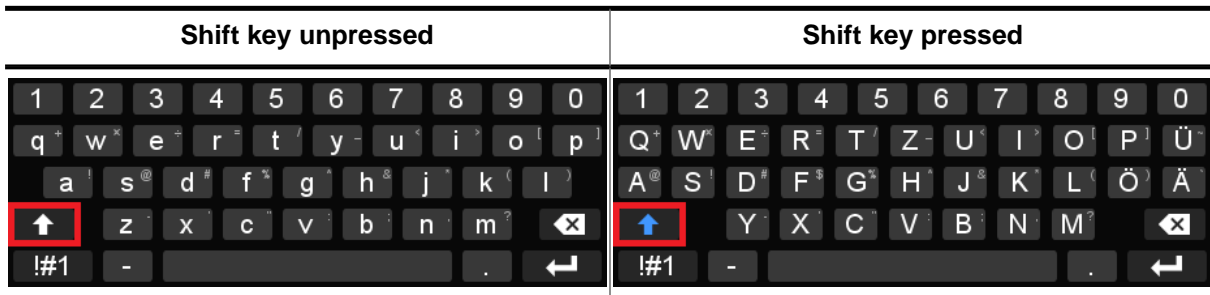 Shift key unpressed
Shift key pressed
1 2 3 4 5 6 7 8 9 0
q w e r t y u i o p
a s d f g h j k l
z x c v b n m
!#1 - .
1 2 3 4 5 6 7 8 9 0
Q W E R T Z U I O P Ü
A S D F G H J K L Ö Ä
Y X C V B N M
!#1 - .